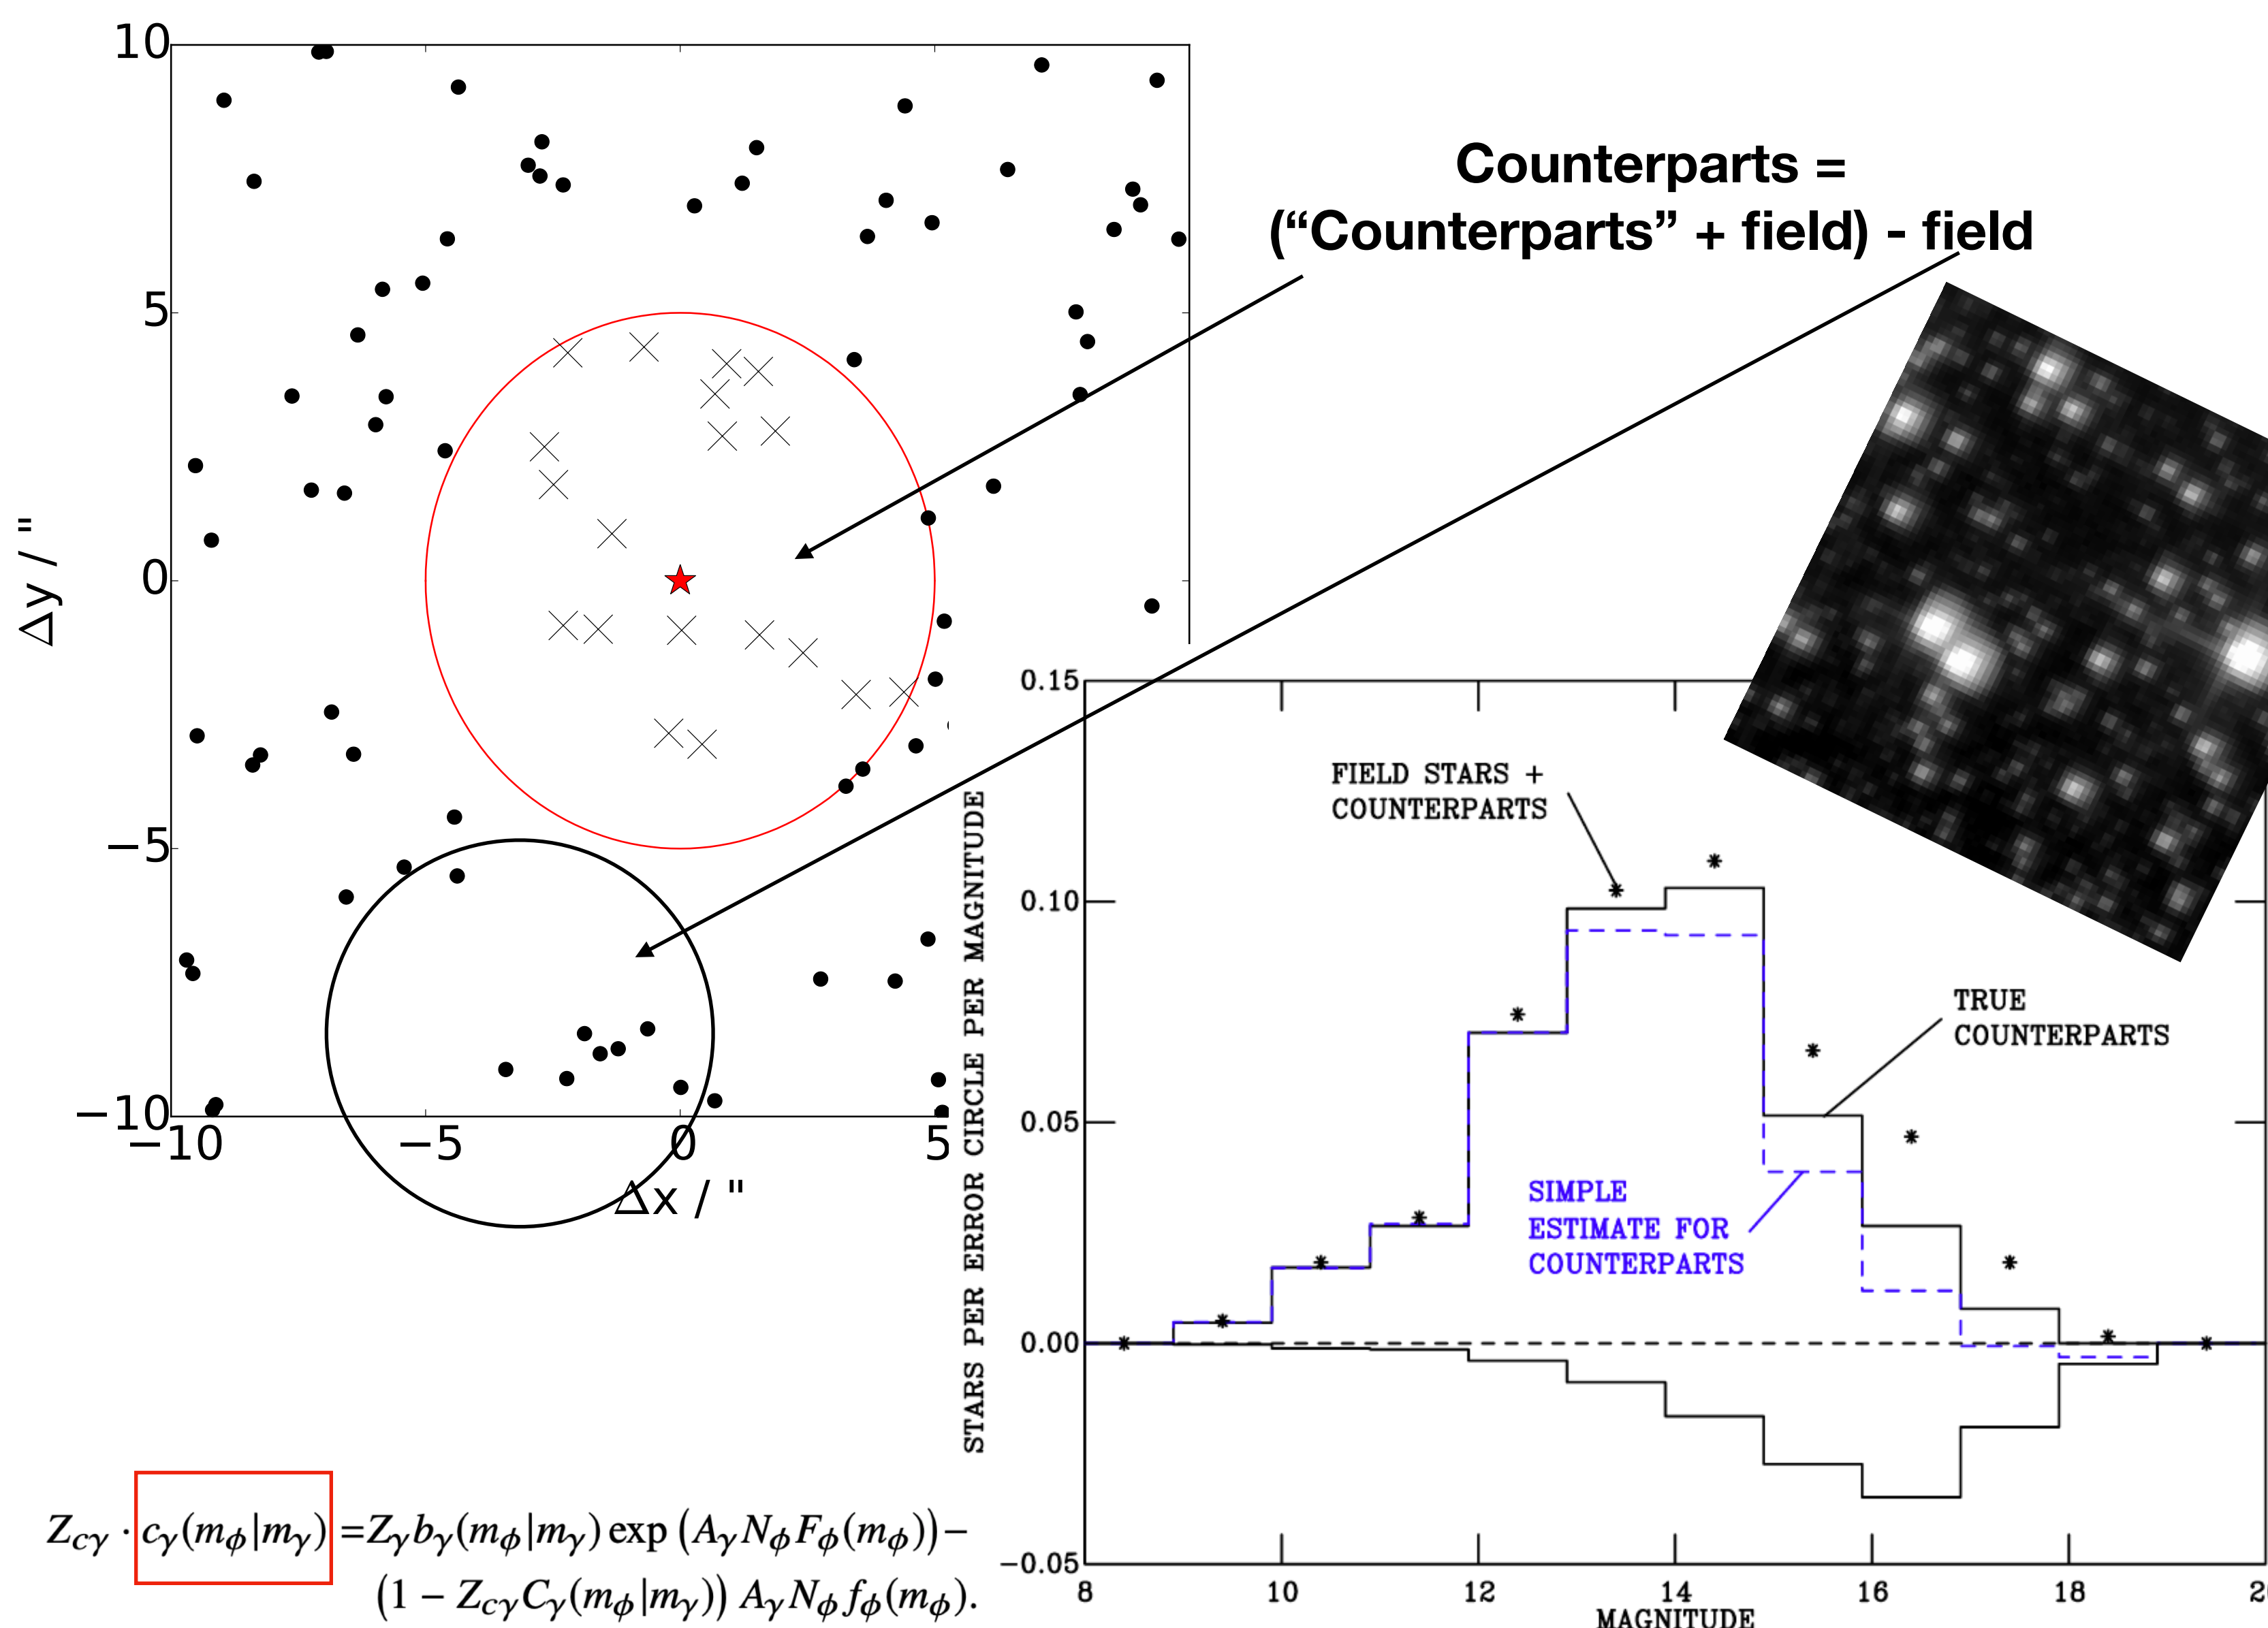 Counterparts =
(“Counterparts” + field) - field
10
5
0
−5
−10
Δy / "
−10
−5
0
5
Δx / "
STARS PER ERROR CIRCLE PER MAGNITUDE
0.15
0.10
0.05
0.00
−0.05
FIELD STARS +
COUNTERPARTS
TRUE
COUNTERPARTS
SIMPLE
ESTIMATE FOR
COUNTERPARTS
8
10
12
14
16
18
MAGNITUDE
Z_{cγ} · c_γ(m_ϕ|m_γ) =Z_γ b_γ(m_ϕ|m_γ) exp (A_γ N_ϕ F_ϕ(m_ϕ)) −
(1 − Z_{cγ} C_γ(m_ϕ|m_γ)) A_γ N_ϕ f_ϕ(m_ϕ).